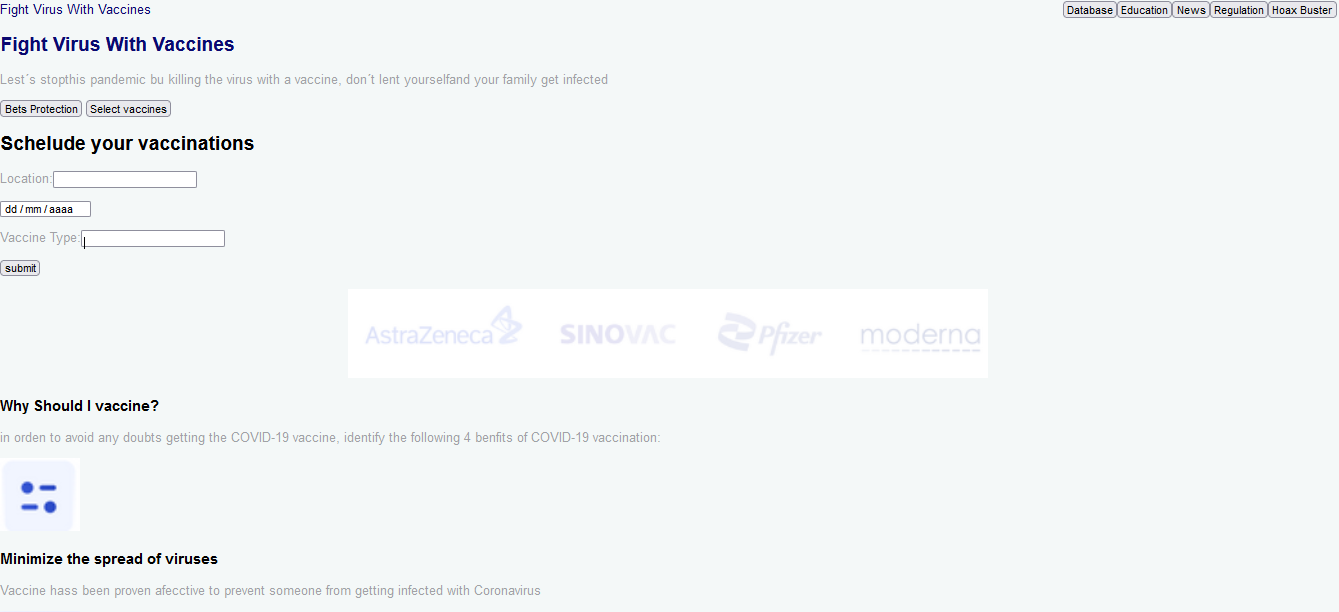 Fight Virus With Vaccines
Database Education News Regulation Hoax Buster
Fight Virus With Vaccines
Lest´s stopthis pandemic bu killing the virus with a vaccine, don´t lent yourselfand your family get infected
Bets Protection Select vaccines
Schelude your vaccinations
Location:
dd / mm / aaaa
Vaccine Type:
submit
AstraZeneca SINOVAC Pfizer moderna
Why Should I vaccine?
in orden to avoid any doubts getting the COVID-19 vaccine, identify the following 4 benfits of COVID-19 vaccination:
Minimize the spread of viruses
Vaccine hass been proven afecctive to prevent someone from getting infected with Coronavirus